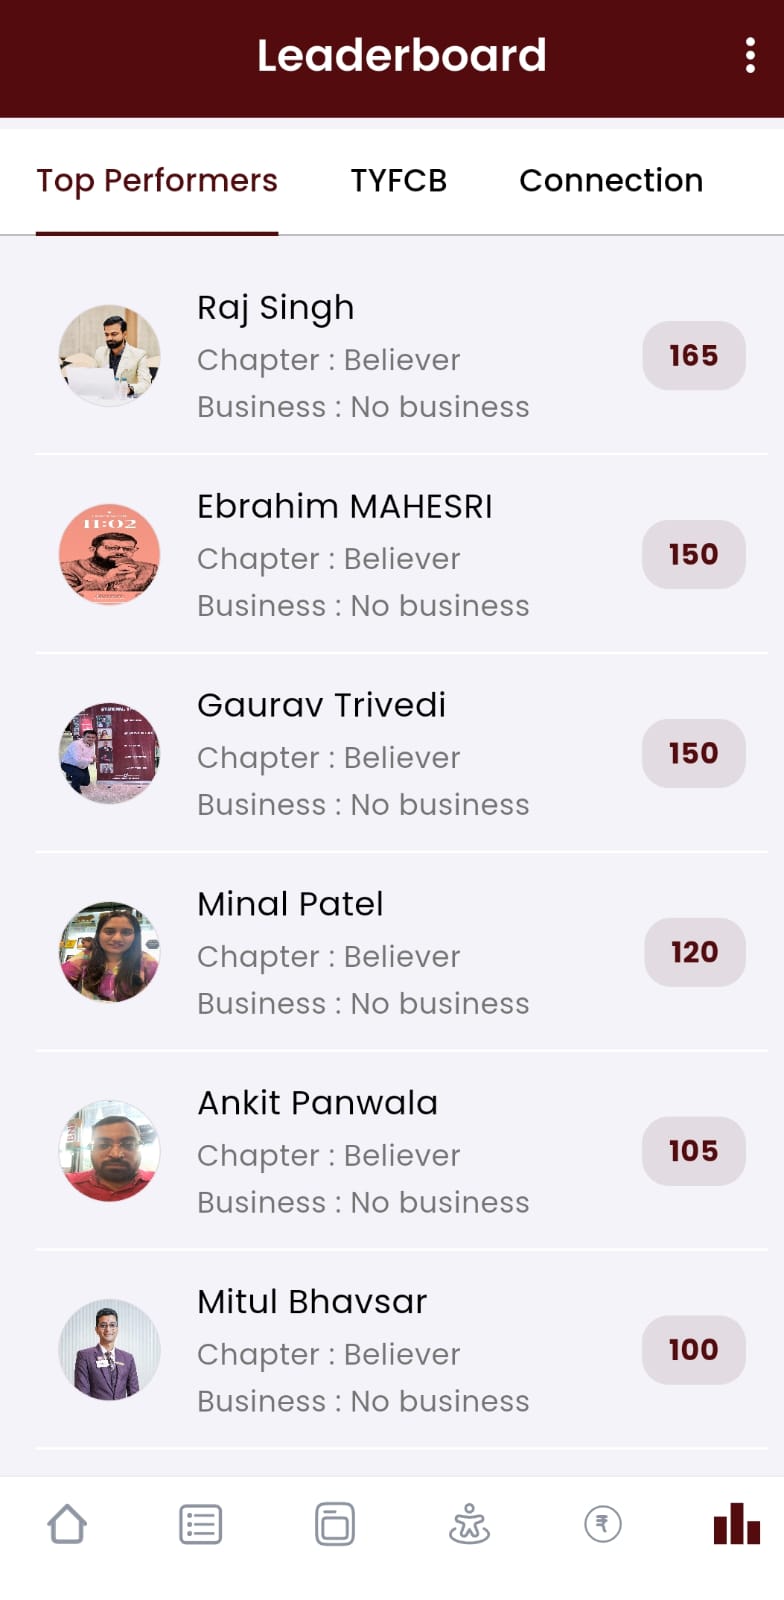 Leaderboard
Top Performers TYFCB Connection
Raj Singh
Chapter : Believer
Business : No business
165
11:02
Ebrahim MAHESRI
Chapter : Believer
Business : No business
150
Gaurav Trivedi
Chapter : Believer
Business : No business
150
Minal Patel
Chapter : Believer
Business : No business
120
Ankit Panwala
Chapter : Believer
Business : No business
105
Mitul Bhavsar
Chapter : Believer
Business : No business
100
₹